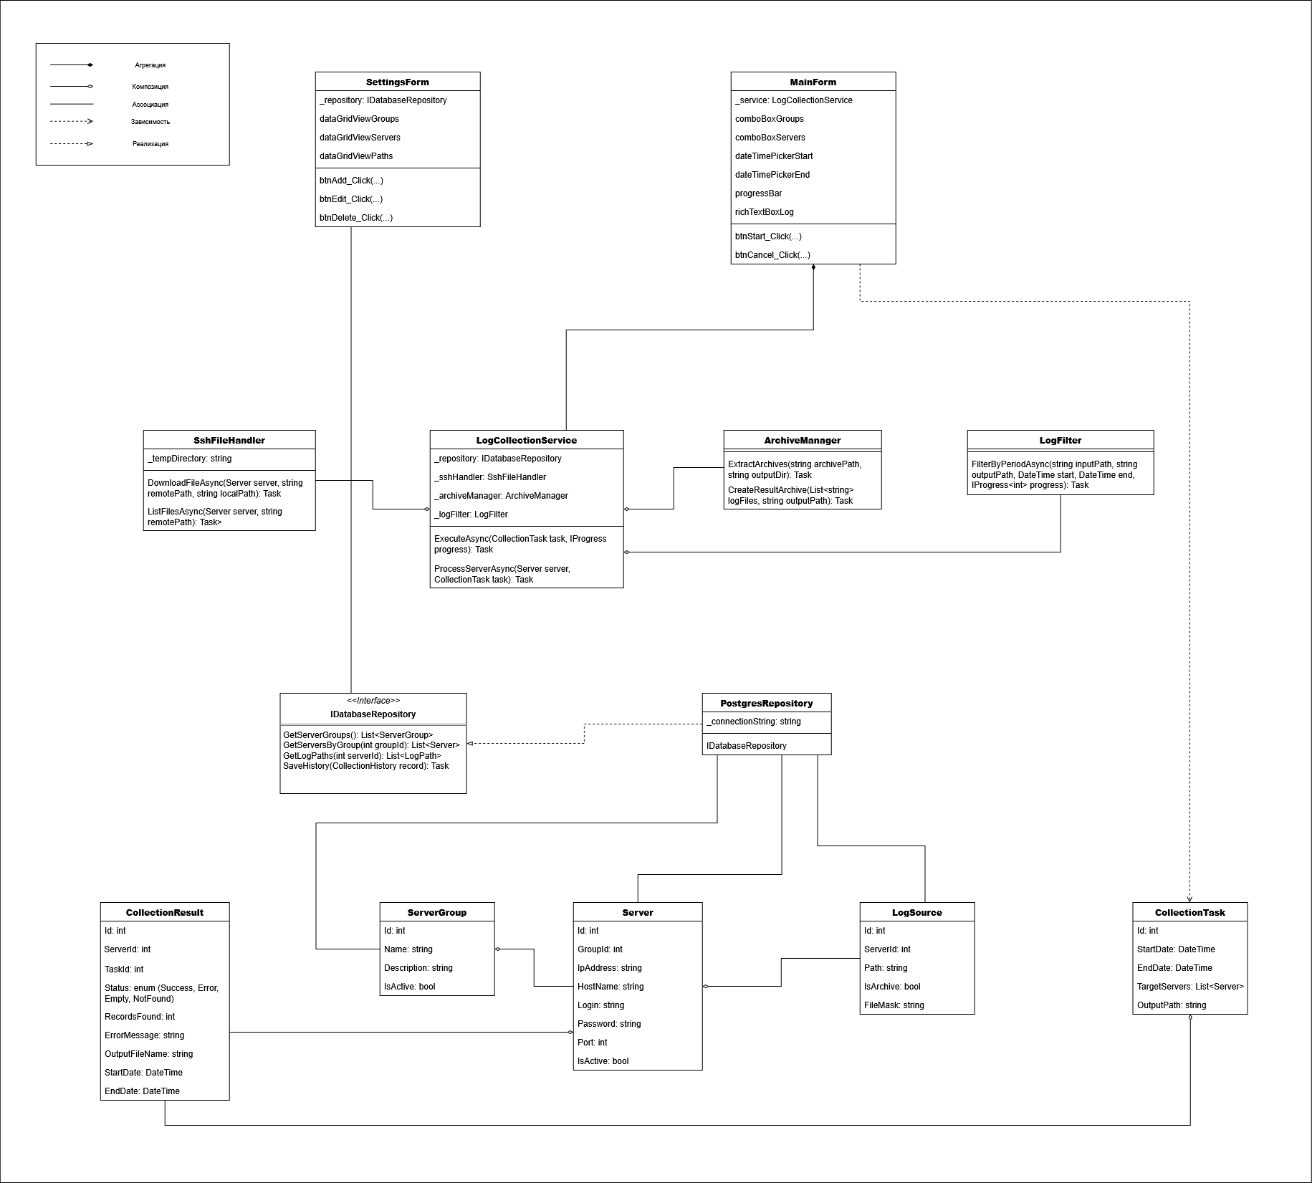 Агрегация
Композиция
Ассоциация
Зависимость
Реализация
SettingsForm
_repository: IDatabaseRepository
dataGridViewGroups
dataGridViewServers
dataGridViewPaths
btnAdd_Click(...)
btnEdit_Click(...)
btnDelete_Click(...)
MainForm
_service: LogCollectionService
comboBoxGroups
comboBoxServers
dateTimePickerStart
dateTimePickerEnd
progressBar
richTextBoxLog
btnStart_Click(...)
btnCancel_Click(...)
SshFileHandler
_tempDirectory: string
DownloadFileAsync(Server server, string
remotePath, string localPath): Task
ListFilesAsync(Server server, string
remotePath): Task>
LogCollectionService
_repository: IDatabaseRepository
_sshHandler: SshFileHandler
_archiveManager: ArchiveManager
_logFilter: LogFilter
ExecuteAsync(CollectionTask task, IProgress
progress): Task
ProcessServerAsync(Server server,
CollectionTask task): Task
ArchiveManager
ExtractArchives(string archivePath,
string outputDir): Task
CreateResultArchive(List<string>
logFiles, string outputPath): Task
LogFilter
FilterByPeriodAsync(string inputPath, string
outputPath, DateTime start, DateTime end,
IProgress<int> progress): Task
<<Interface>>
IDatabaseRepository
GetServerGroups(): List<ServerGroup>
GetServersByGroup(int groupId): List<Server>
GetLogPaths(int serverId): List<LogPath>
SaveHistory(CollectionHistory record): Task
PostgresRepository
_connectionString: string
IDatabaseRepository
CollectionResult
Id: int
ServerId: int
TaskId: int
Status: enum (Success, Error,
Empty, NotFound)
RecordsFound: int
ErrorMessage: string
OutputFileName: string
StartDate: DateTime
EndDate: DateTime
ServerGroup
Id: int
Name: string
Description: string
IsActive: bool
Server
Id: int
GroupId: int
IpAddress: string
HostName: string
Login: string
Password: string
Port: int
IsActive: bool
LogSource
Id: int
ServerId: int
Path: string
IsArchive: bool
FileMask: string
CollectionTask
Id: int
StartDate: DateTime
EndDate: DateTime
TargetServers: List<Server>
OutputPath: string